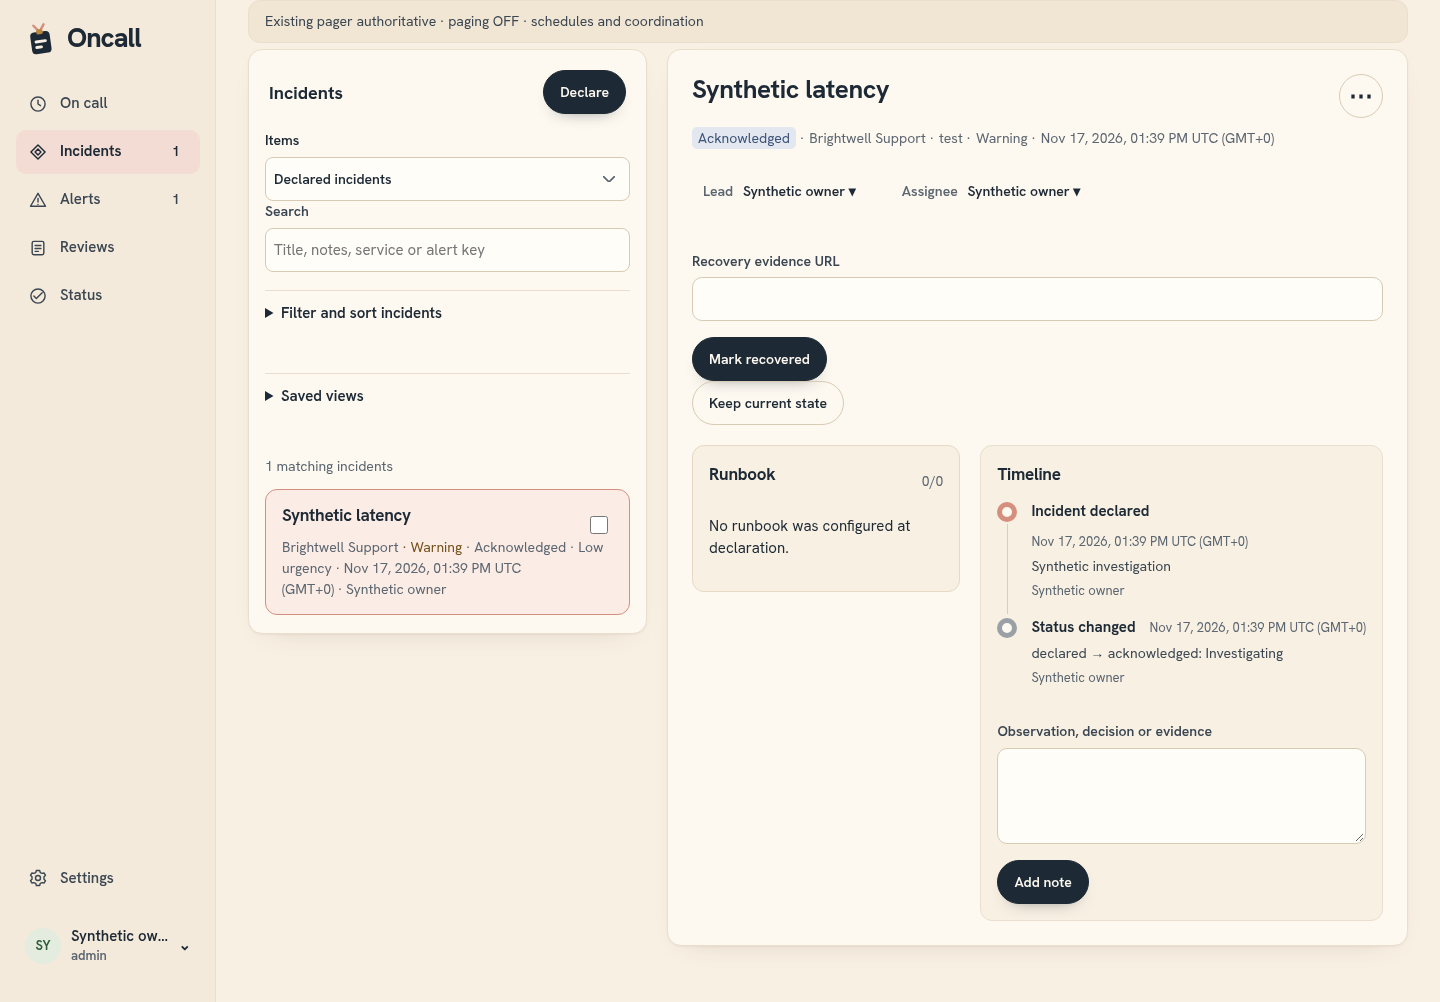 Oncall
On call
Incidents 1
Alerts 1
Reviews
Status
Settings
SY
Synthetic ow...
admin
Existing pager authoritative · paging OFF · schedules and coordination
Incidents
Declare
Items
Declared incidents
Search
Title, notes, service or alert key
Filter and sort incidents
Saved views
1 matching incidents
Synthetic latency
Brightwell Support · Warning · Acknowledged · Low
urgency · Nov 17, 2026, 01:39 PM UTC
(GMT+0) · Synthetic owner
Synthetic latency
Acknowledged · Brightwell Support · test · Warning · Nov 17, 2026, 01:39 PM UTC (GMT+0)
Lead Synthetic owner ▾ Assignee Synthetic owner ▾
Recovery evidence URL
Mark recovered
Keep current state
Runbook
0/0
No runbook was configured at
declaration.
Timeline
Incident declared
Nov 17, 2026, 01:39 PM UTC (GMT+0)
Synthetic investigation
Synthetic owner
Status changed Nov 17, 2026, 01:39 PM UTC (GMT+0)
declared → acknowledged: Investigating
Synthetic owner
Observation, decision or evidence
Add note